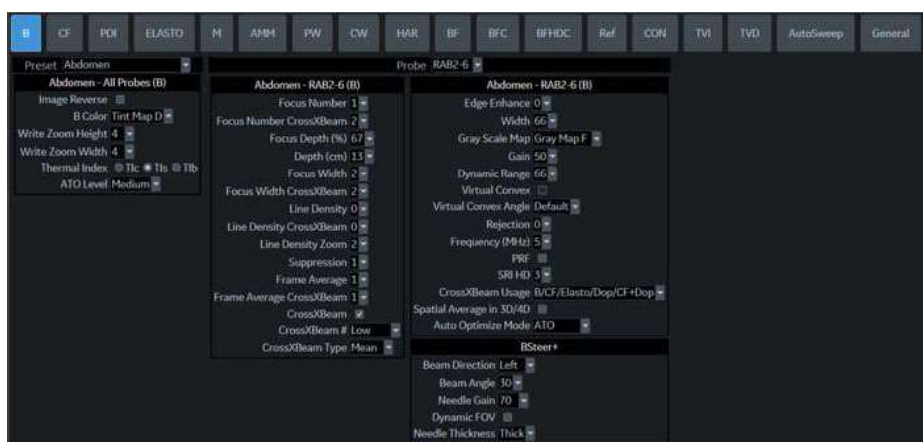 B CF PDI ELASTO M AMM PW CW HAR BF BFC BFHDC Ref CON TVI TVD AutoSweep General
Preset Abdomen
Probe RAB2-6
Abdomen - All Probes (B)
Image Reverse
B Color Tint Map D
Write Zoom Height 4
Write Zoom Width 4
Thermal Index TIc TIs TIb
ATO Level Medium
Abdomen - RAB2-6 (B)
Focus Number 1
Focus Number CrossXBeam 2
Focus Depth (%) 67
Depth (cm) 13
Focus Width 2
Focus Width CrossXBeam 2
Line Density 0
Line Density CrossXBeam 0
Line Density Zoom 2
Suppression 1
Frame Average 1
Frame Average CrossXBeam 1
CrossXBeam
CrossXBeam # Low
CrossXBeam Type Mean
Abdomen - RAB2-6 (B)
Edge Enhance 0
Width 66
Gray Scale Map Gray Map F
Gain 50
Dynamic Range 66
Virtual Convex
Virtual Convex Angle Default
Rejection 0
Frequency (MHz) 5
PRF
SRI HD 3
CrossXBeam Usage B/CF/Elasto/Dop/CF+Dop
Spatial Average in 3D/4D
Auto Optimize Mode ATO
BSteer+
Beam Direction Left
Beam Angle 30
Needle Gain 70
Dynamic FOV
Needle Thickness Thick